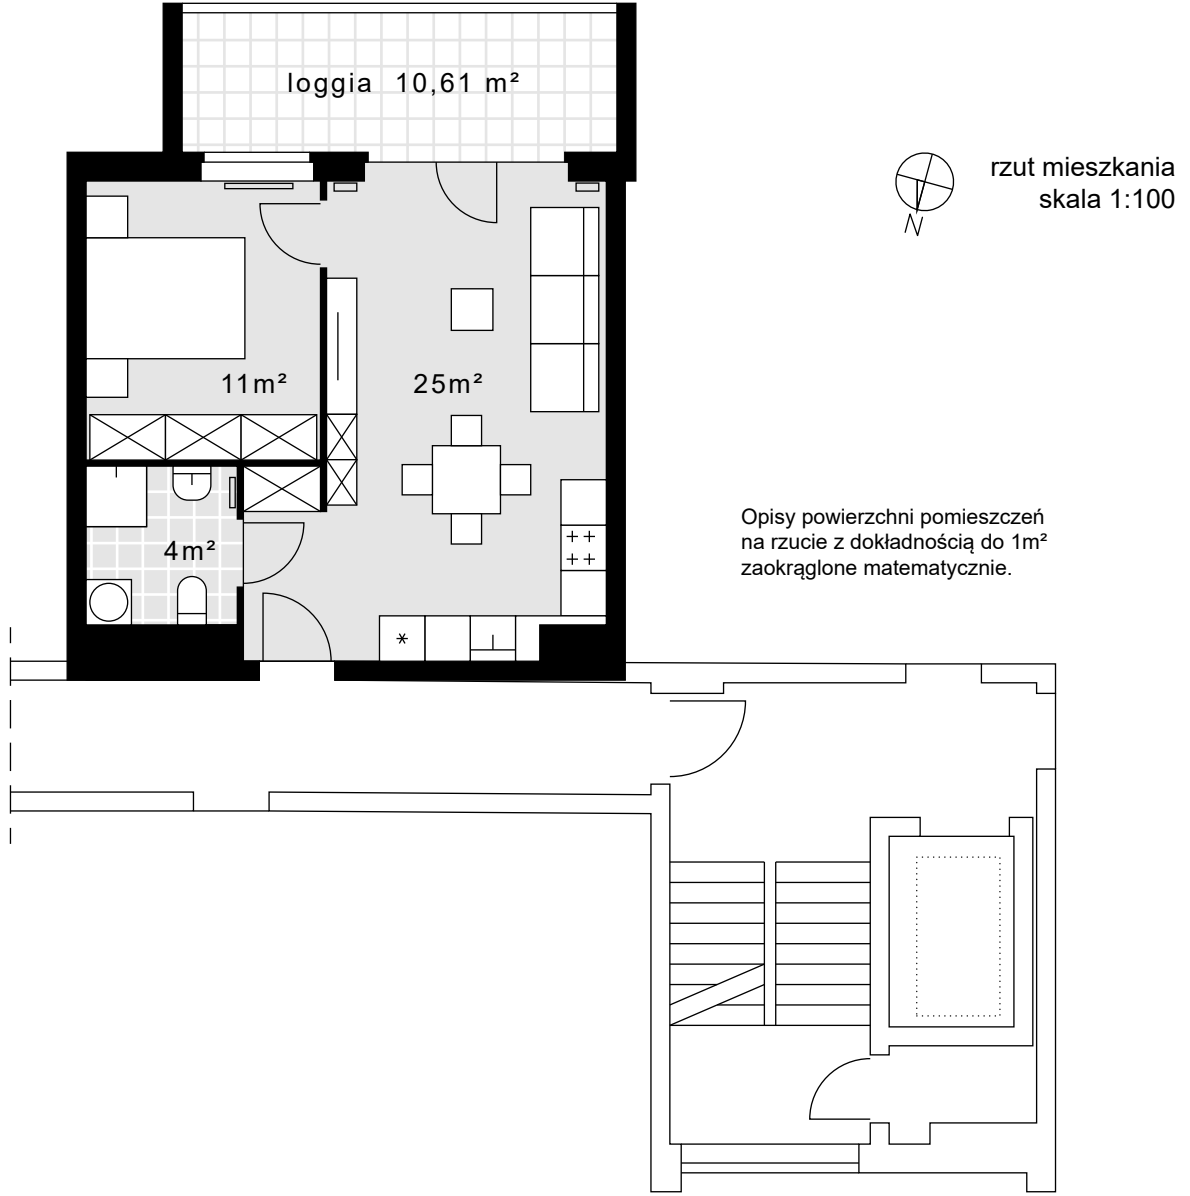 loggia 10,61 m²
rzut mieszkania
skala 1:100
N
11m²
25m²
4m²
Opisy powierzchni pomieszczeń
na rzucie z dokładnością do 1m²
zaokrąglone matematycznie.